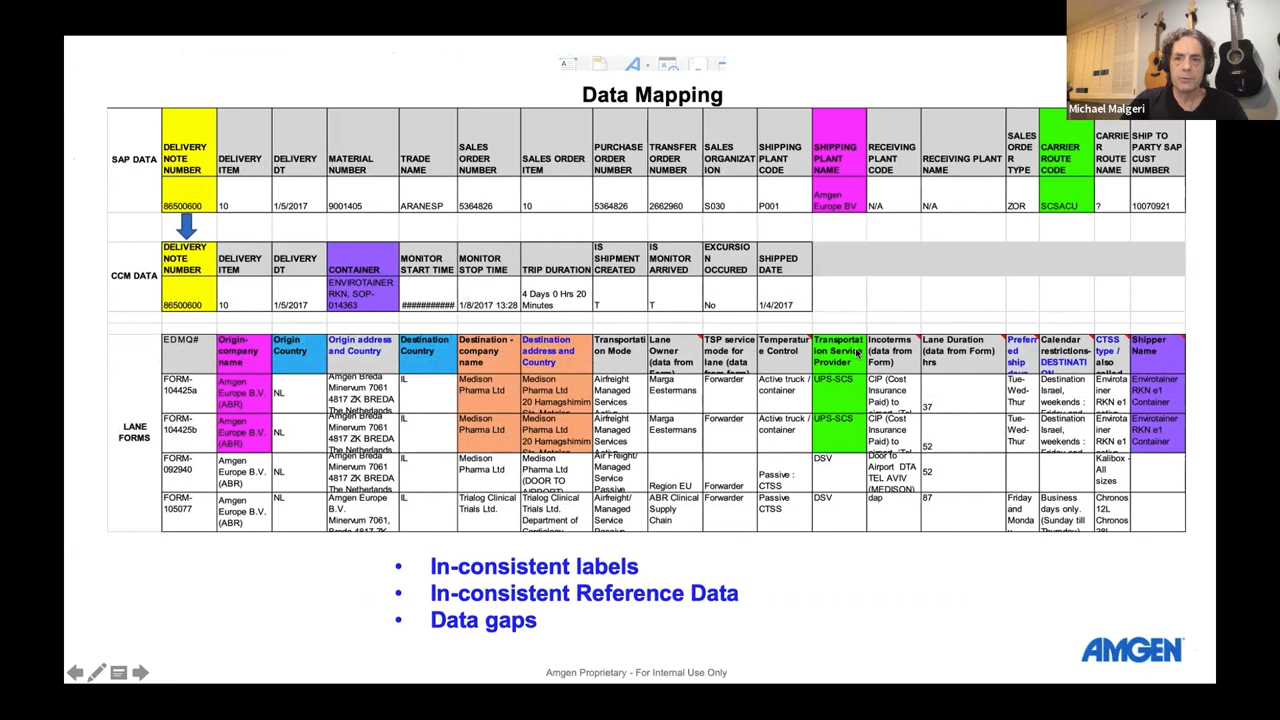 Michael Malgeri
Data Mapping
SAP DATA
DELIVERY NOTE NUMBER
DELIVERY ITEM
DELIVERY DT
MATERIAL NUMBER
TRADE NAME
SALES ORDER NUMBER
SALES ORDER ITEM
PURCHASE ORDER NUMBER
TRANSFER ORDER NUMBER
SALES ORGANIZATION
SHIPPING PLANT CODE
SHIPPING PLANT NAME
RECEIVING PLANT CODE
RECEIVING PLANT NAME
SALES ORDER TYPE
CARRIER ROUTE CODE
CARRIER ROUTE NAME
SHIP TO PARTY SAP CUST NUMBER
86500600
10
1/5/2017
9001405
ARANESP
5364826
10
5364826
2662960
S030
P001
Amgen Europe BV
N/A
N/A
ZOR
SCSACU
?
10070921
CCM DATA
DELIVERY NOTE NUMBER
DELIVERY ITEM
DELIVERY DT
CONTAINER
MONITOR START TIME
MONITOR STOP TIME
TRIP DURATION
IS SHIPMENT CREATED
IS MONITOR ARRIVED
EXCURSION OCCURED
SHIPPED DATE
86500600
10
1/5/2017
ENVIROTAINER RKN, SOP-014363
###########
1/8/2017 13:28
4 Days 0 Hrs 20 Minutes
T
T
No
1/4/2017
LANE FORMS
EDMQ#
Origin- company name
Origin Country
Origin address and Country
Destination Country
Destination - company name
Destination address and Country
Transportation Mode
Lane Owner (data from Form)
TSP service mode for lane (data
Temperature Control
Transportation Service Provider
Incoterms (data from Form)
Lane Duration (data from Form) hrs
Preferred ship
Calendar restrictions- DESTINATION
CTSS type / also called
Shipper Name
FORM-104425a
Amgen Europe B.V. (ABR)
NL
Amgen Breda Minervum 7061 4817 ZK BREDA The Netherlands
IL
Medison Pharma Ltd
Medison Pharma Ltd 20 Hamagshimim
Airfreight Managed Services
Marga Eestermans
Forwarder
Active truck / container
UPS-SCS
CIP (Cost Insurance Paid) to
37
Tue-Wed-Thur
Destination Israel, weekends :
Envirotainer RKN e1
Envirotainer RKN e1 Container
FORM-104425b
Amgen Europe B.V. (ABR)
NL
Amgen Breda Minervum 7061 4817 ZK BREDA The Netherlands
IL
Medison Pharma Ltd
Medison Pharma Ltd 20 Hamagshimim
Airfreight Managed Services
Marga Eestermans
Forwarder
Active truck / container
UPS-SCS
CIP (Cost Insurance Paid) to
52
Tue-Wed-Thur
Destination Israel, weekends :
Envirotainer RKN e1
Envirotainer RKN e1 Container
FORM-092940
Amgen Europe B.V. (ABR)
NL
Amgen Breda Minervum 7061 4817 ZK BREDA The Netherlands
IL
Medison Pharma Ltd
Medison Pharma Ltd (DOOR TO AIRPORT)
Air Freight/ Managed Service Passive
Region EU
Forwarder
Passive : CTSS
DSV
Door to Airport DTA TEL AVIV (MEDISON)
52
Kalibox - All sizes
FORM-105077
Amgen Europe B.V. (ABR)
NL
Amgen Europe B.V. Minervum 7061, Breda 4817 ZK
IL
Trialog Clinical Trials Ltd.
Trialog Clinical Trials Ltd. Department of Cardiology
Airfreight/ Managed Service
ABR Clinical Supply Chain
Forwarder
Passive CTSS
DSV
dap
87
Friday and Monday
Business days only. (Sunday till Thursday)
Chronos 12L Chronos 28L
• In-consistent labels
• In-consistent Reference Data
• Data gaps
AMGEN
Amgen Proprietary - For Internal Use Only